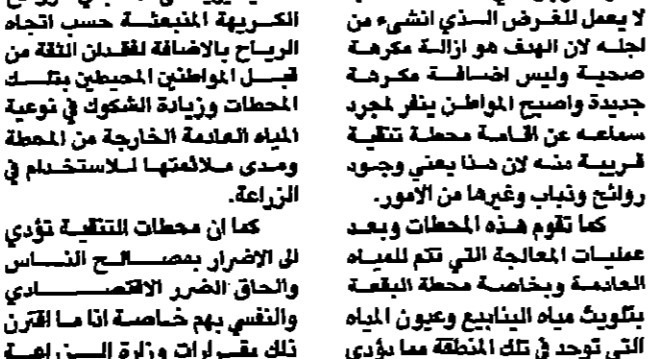 لا يعمل للغرض الذي انشيء من
اجله لان الهدف هو ازالة مكرهة
صحية وليس اضافة مكرهة
جديدة واصبح المواطن ينفر لمجرد
سماعه عن اقامة محطة تنقية
قريبة منه لان هذا يعني وجود
روائح وذباب وغيرها من الامور.
كما تقوم هذه المحطات وبعد
عمليات المعالجة التي تتم للمياه
العادمة وبخاصة محطة البقعة
بتلويث مياه الينابيع وعيون المياه
التي توجد في تلك المنطقة مما يؤدي
الكريهة المنبعثة حسب اتجاه
الرياح بالاضافة لفقدان الثقة من
قبل المواطنين المحيطين بتلك
المحطات وزيادة الشكوك في نوعية
المياه العادمة الخارجة من المحطة
ومدى ملائمتها للاستخدام في
الزراعة.
كما ان محطات التنقية تؤدي
الى الاضرار بمصالح الناس
والحاق الضرر الاقتصادي
والنفسي بهم خاصة اذا ما اقترن
ذلك بقرارات وزارة الزراعة